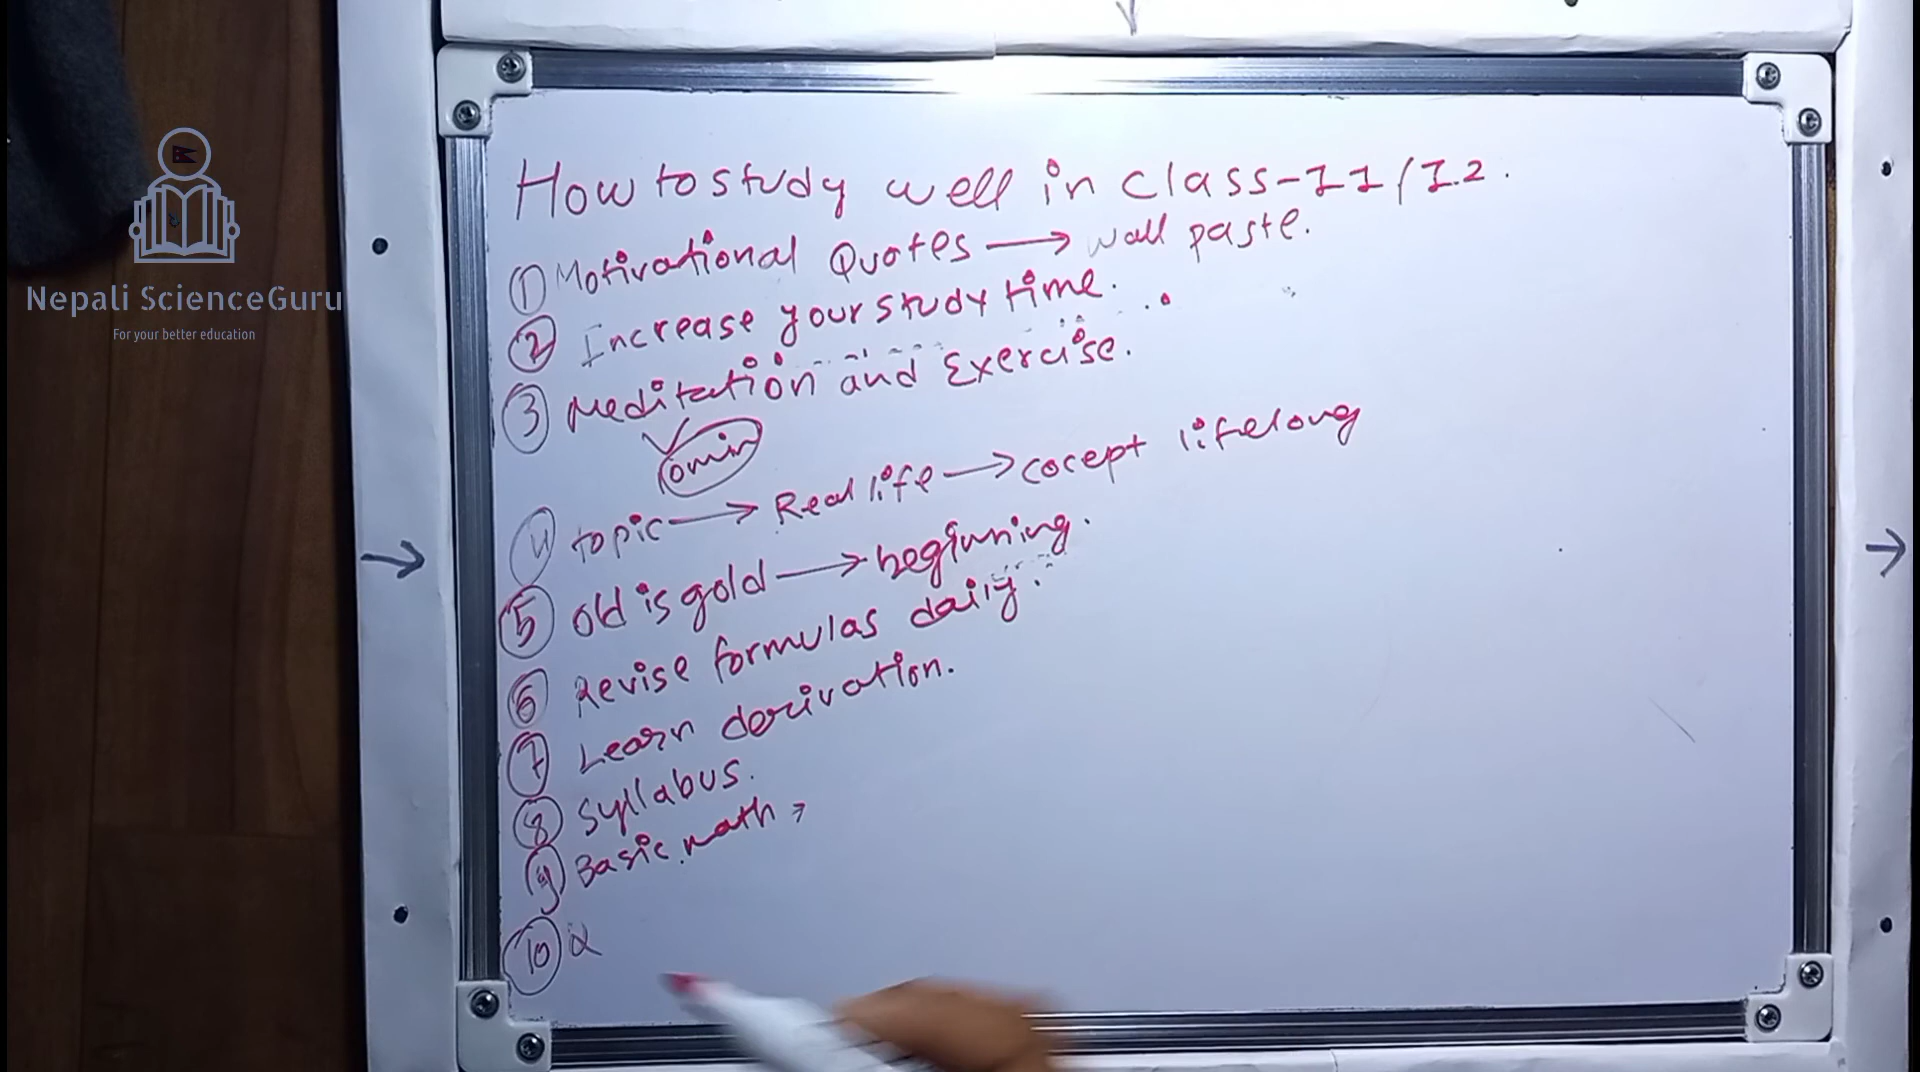 How to study well in class-11/12.
① Motivational Quotes → wall paste.
② Increase your study time.
③ Meditation and Exercise.
10min
④ topic → Real life → cocept lifelong
⑤ old is gold → beginning.
⑥ Revise formulas daily.
⑦ Learn derivation.
⑧ Syllabus.
⑨ Basic math →
⑩
Nepali ScienceGuru
For your better education